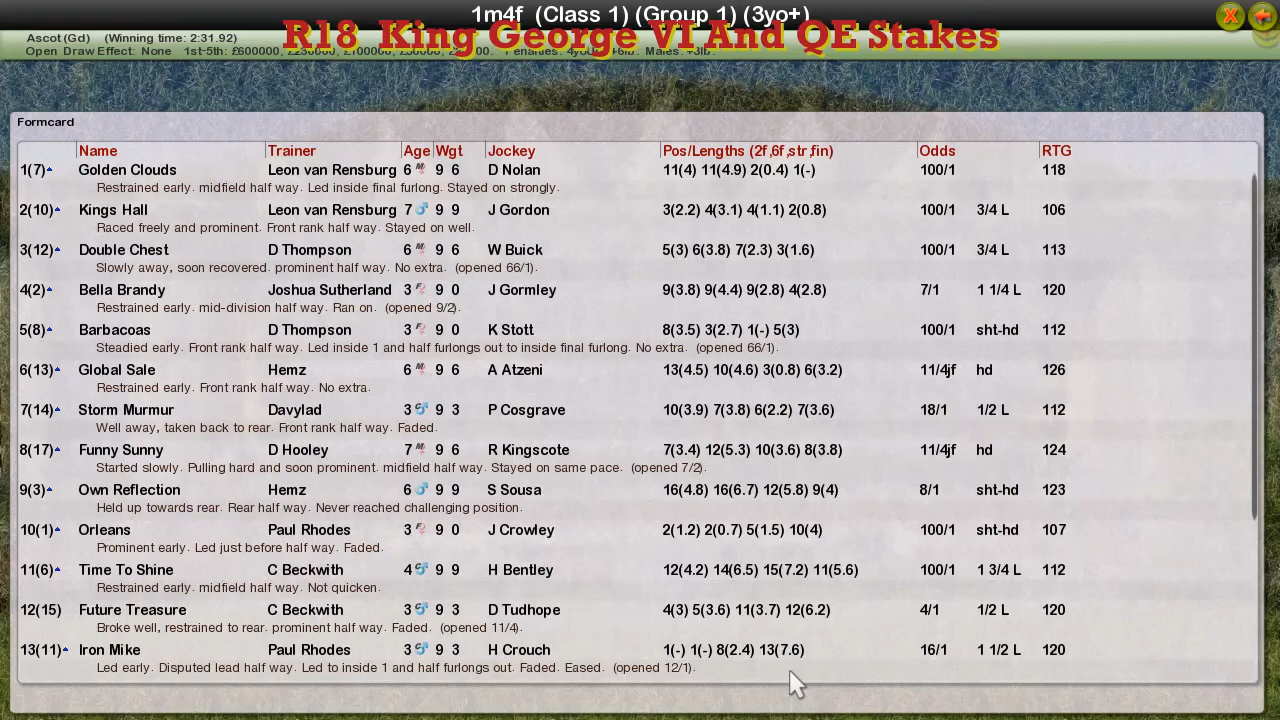 1m4f (Class 1) (Group 1) (3yo+)
R18 King George VI And QE Stakes
Ascot(Gd) (Winning time: 2:31.92)
Open Draw Effect: None 1st-5th: £600000,
Formcard
Name Trainer Age Wgt Jockey Pos/Lengths (2f,6f,str,fin) Odds RTG
1(7) Golden Clouds Leon van Rensburg 6 9 6 D Nolan 11(4) 11(4.9) 2(0.4) 1(-) 100/1 118
Restrained early. midfield half way. Led inside final furlong. Stayed on strongly.
2(10) Kings Hall Leon van Rensburg 7 9 9 J Gordon 3(2.2) 4(3.1) 4(1.1) 2(0.8) 100/1 3/4 L 106
Raced freely and prominent. Front rank half way. Stayed on well.
3(12) Double Chest D Thompson 6 9 6 W Buick 5(3) 6(3.8) 7(2.3) 3(1.6) 100/1 3/4 L 113
Slowly away, soon recovered. prominent half way. No extra. (opened 66/1).
4(2) Bella Brandy Joshua Sutherland 3 9 0 J Gormley 9(3.8) 9(4.4) 9(2.8) 4(2.8) 7/1 1 1/4 L 120
Restrained early. mid-division half way. Ran on. (opened 9/2).
5(8) Barbacoas D Thompson 3 9 0 K Stott 8(3.5) 3(2.7) 1(-) 5(3) 100/1 sht-hd 112
Steadied early. Front rank half way. Led inside 1 and half furlongs out to inside final furlong. No extra. (opened 66/1).
6(13) Global Sale Hemz 6 9 6 A Atzeni 13(4.5) 10(4.6) 3(0.8) 6(3.2) 11/4jf hd 126
Restrained early. Front rank half way. No extra.
7(14) Storm Murmur Davylad 3 9 3 P Cosgrave 10(3.9) 7(3.8) 6(2.2) 7(3.6) 18/1 1/2 L 112
Well away, taken back to rear. Front rank half way. Faded.
8(17) Funny Sunny D Hooley 7 9 6 R Kingscote 7(3.4) 12(5.3) 10(3.6) 8(3.8) 11/4jf hd 124
Started slowly. Pulling hard and soon prominent. midfield half way. Stayed on same pace. (opened 7/2).
9(3) Own Reflection Hemz 6 9 9 S Sousa 16(4.8) 16(6.7) 12(5.8) 9(4) 8/1 sht-hd 123
Held up towards rear. Rear half way. Never reached challenging position.
10(1) Orleans Paul Rhodes 3 9 0 J Crowley 2(1.2) 2(0.7) 5(1.5) 10(4) 100/1 sht-hd 107
Prominent early. Led just before half way. Faded.
11(6) Time To Shine C Beckwith 4 9 9 H Bentley 12(4.2) 14(6.5) 15(7.2) 11(5.6) 100/1 1 3/4 L 112
Restrained early. midfield half way. Not quicken.
12(15) Future Treasure C Beckwith 3 9 3 D Tudhope 4(3) 5(3.6) 11(3.7) 12(6.2) 4/1 1/2 L 120
Broke well, restrained to rear. prominent half way. Faded. (opened 11/4).
13(11) Iron Mike Paul Rhodes 3 9 3 H Crouch 1(-) 1(-) 8(2.4) 13(7.6) 16/1 1 1/2 L 120
Led early. Disputed lead half way. Led to inside 1 and half furlongs out. Faded. Eased. (opened 12/1).